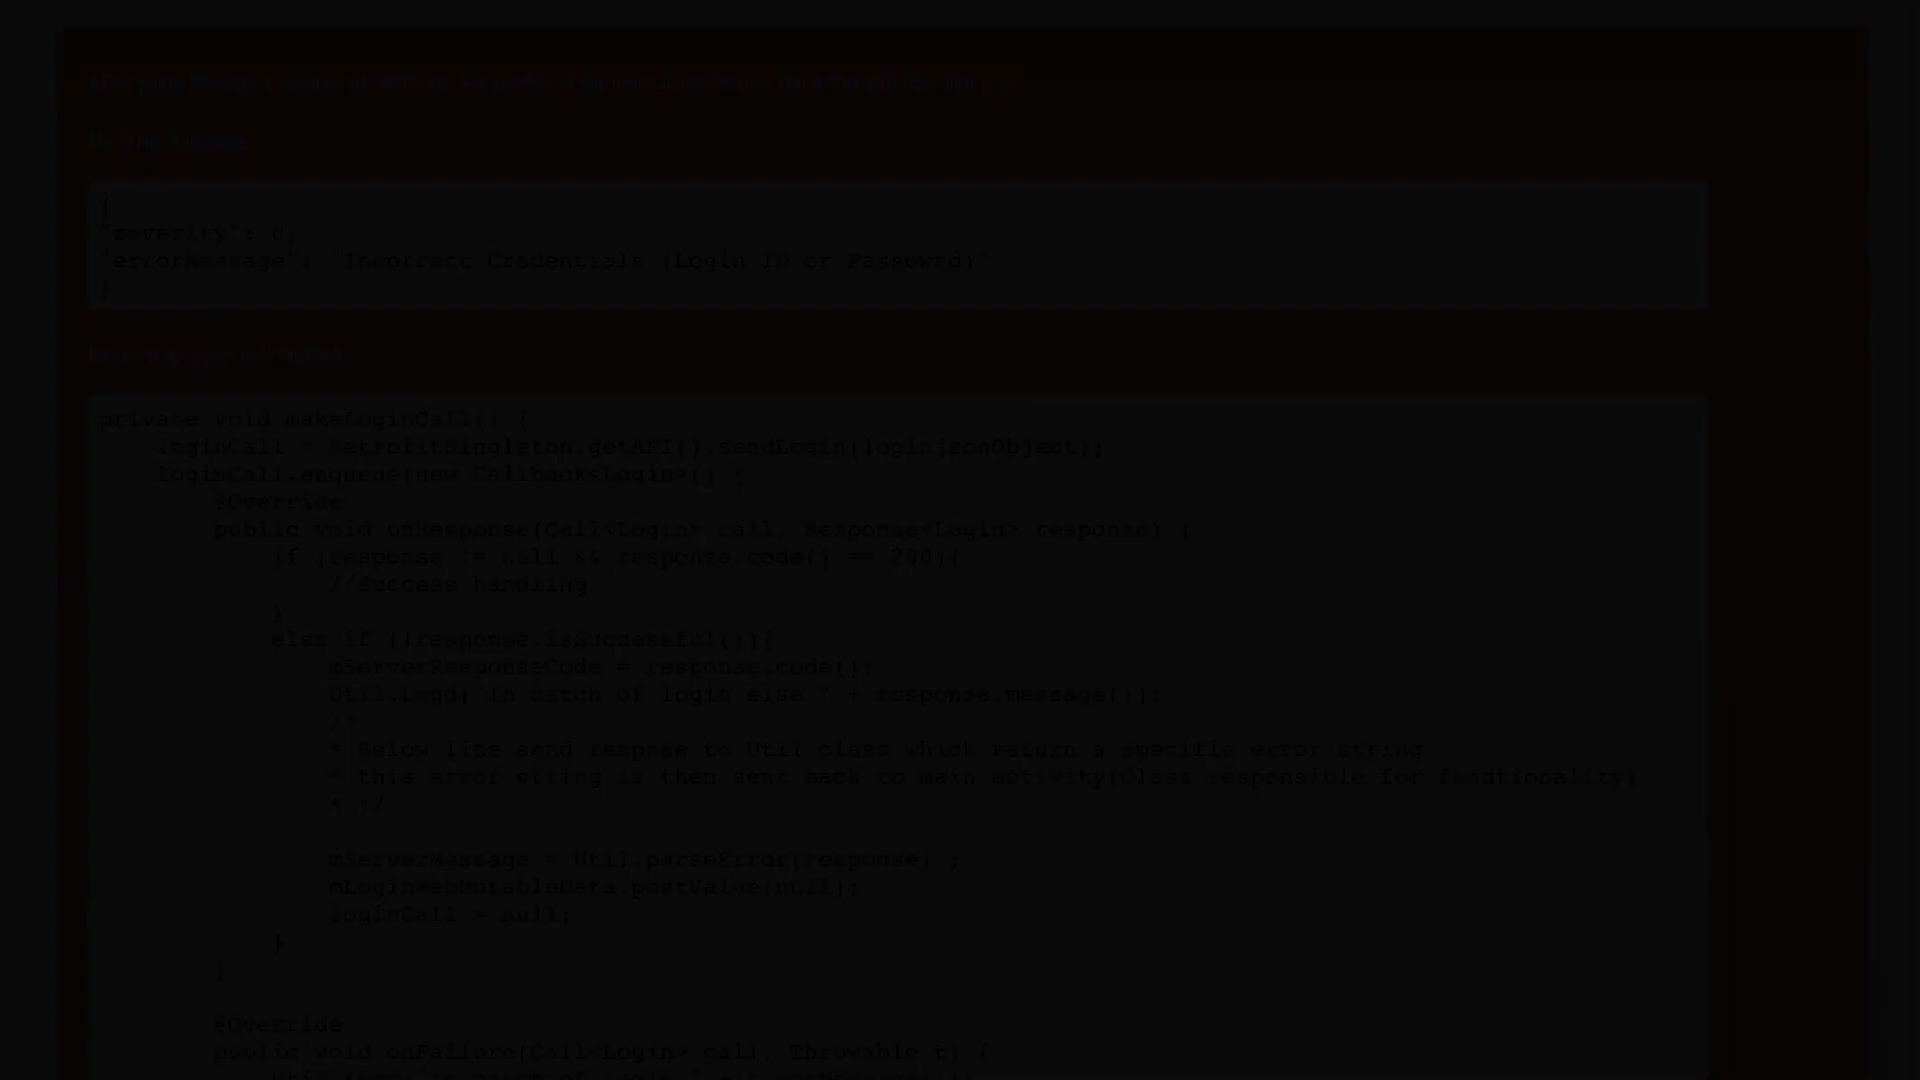 After going through a
{
"severity": 0,
"errorMessage": "Incorrect Credentials (Login ID or Passowrd)"
}
private void makeLoginCall() {
loginCall = RetrofitSingleton.getAPI().sendLogin(loginjsonObject);
loginCall.enqueue(new Callback<Login>() {
@Override
public void onResponse(Call<Login> call, Response<Login> response) {
if (response != null && response.code() == 200){
//Success handling
}
else if (!response.isSuccessful()){
mServerResponseCode = response.code();
Util.Logd("In catch of login else " + response.message());
/*
* Below line send respnse to Util class which return a specific error string
* this error string is then sent back to main activity(Class responsible for fundtionality)
* */
mServerMessage = Util.parseError(response) ;
mLoginWebMutableData.postValue(null);
loginCall = null;
}
}
@Override
public void onFailure(Call<Login> call, Throwable t) {